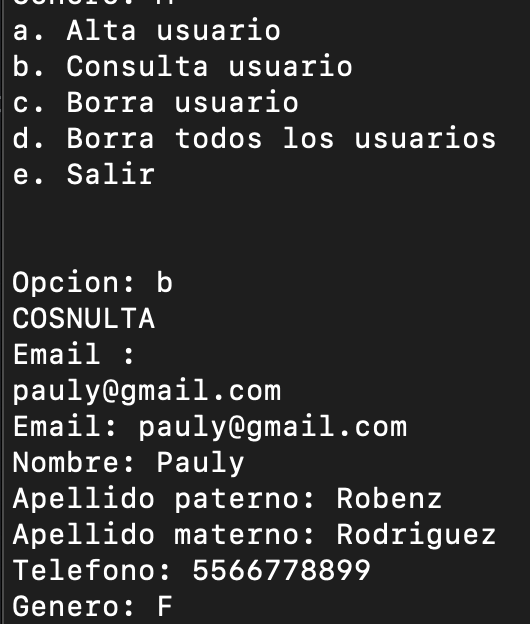 a. Alta usuario
b. Consulta usuario
c. Borra usuario
d. Borra todos los usuarios
e. Salir
Opcion: b
COSNULTA
Email :
pauly@gmail.com
Email: pauly@gmail.com
Nombre: Pauly
Apellido paterno: Robenz
Apellido materno: Rodriguez
Telefono: 5566778899
Genero: F